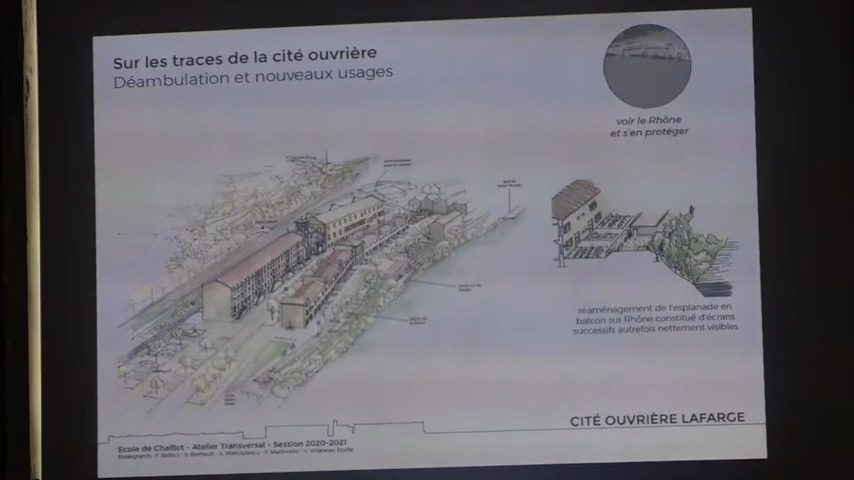 Sur les traces de la cité ouvrière
Déambulation et nouveaux usages
voir le Rhône
et s'en protéger
réaménagement de l'esplanade en
balcon sur Rhône constitué d'écrans
successifs autrefois nettement visibles
CITÉ OUVRIÈRE LAFARGE
Ecole de Chaillot - Atelier Transversal - Session 2020-2021
Enseignants